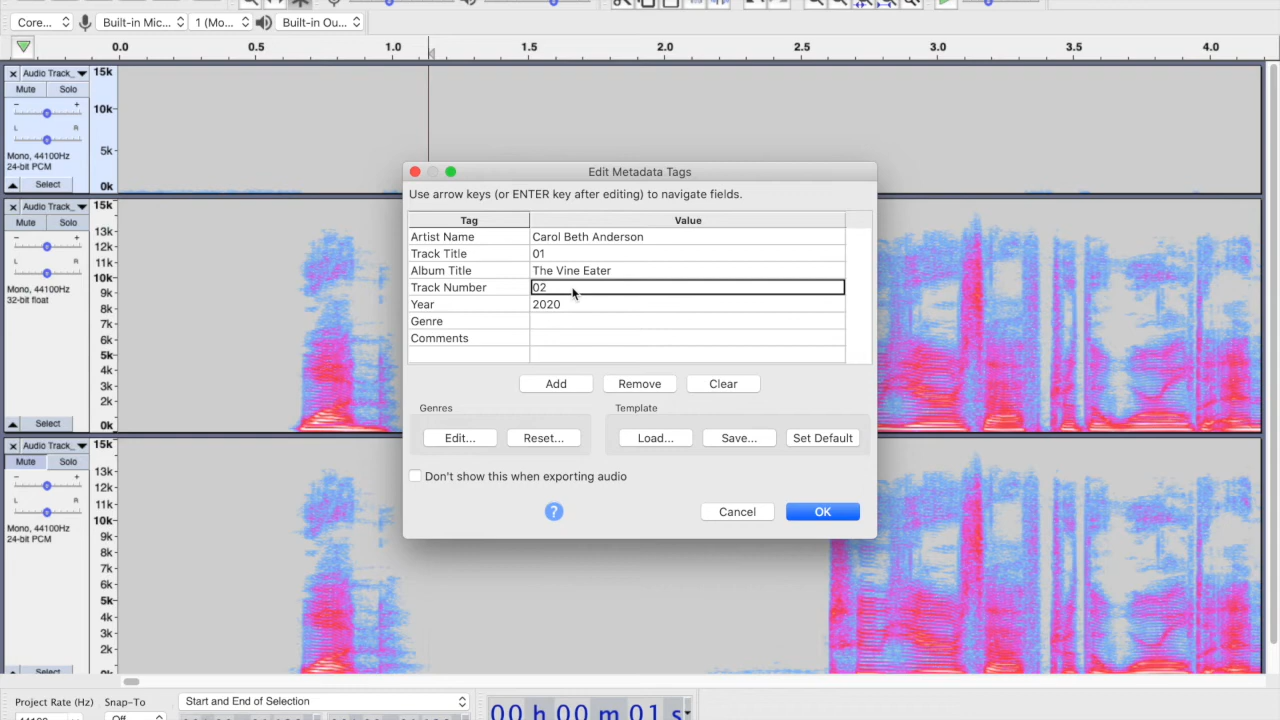 Core...
Built-in Mic...
1 (Mo...
Built-in Ou...
0.0 0.5 1.0 1.5 2.0 2.5 3.0 3.5 4.0
Audio Track_
Mute Solo
- +
L R
Mono, 44100Hz
24-bit PCM
Select
15k
10k
5k
0k
Audio Track_
Mute Solo
- +
L R
Mono, 44100Hz
32-bit float
Select
15k
13k
12k
11k
10k
9k
8k
7k
6k
5k
4k
3k
2k
0k
Audio Track_
Mute Solo
- +
L R
Mono, 44100Hz
24-bit PCM
Select
15k
13k
12k
11k
10k
9k
8k
7k
6k
5k
4k
3k
2k
0k
Edit Metadata Tags
Use arrow keys (or ENTER key after editing) to navigate fields.
Tag Value
Artist Name Carol Beth Anderson
Track Title 01
Album Title The Vine Eater
Track Number 02
Year 2020
Genre
Comments
Add Remove Clear
Genres Template
Edit... Reset... Load... Save... Set Default
Don't show this when exporting audio
? Cancel OK
Project Rate (Hz) Snap-To Start and End of Selection
44100 Off
00 h 00 m 01 s